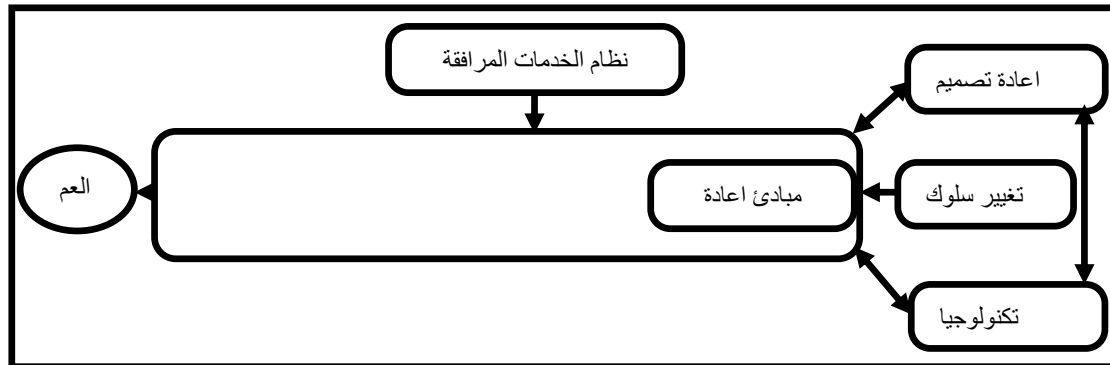 نظام الخدمات المرافقة
اعادة تصميم
العم
مبادئ اعادة
تغيير سلوك
تكنولوجيا